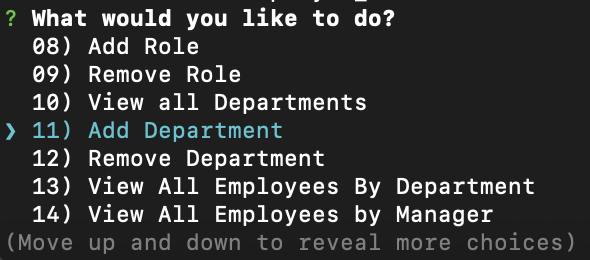 ? What would you like to do?
08) Add Role
09) Remove Role
10) View all Departments
❯ 11) Add Department
12) Remove Department
13) View All Employees By Department
14) View All Employees by Manager
(Move up and down to reveal more choices)